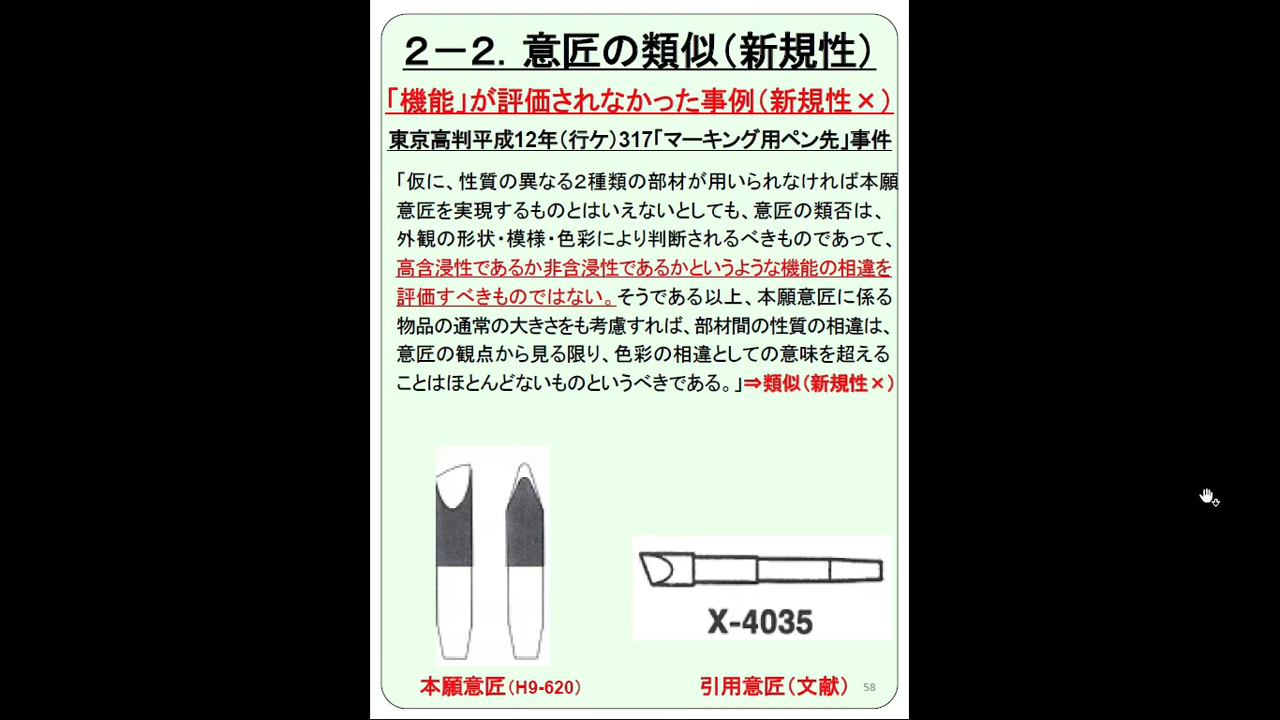 ２－２．意匠の類似（新規性）
「機能」が評価されなかった事例（新規性×）
東京高判平成12年（行ケ）317「マーキング用ペン先」事件
「仮に、性質の異なる２種類の部材が用いられなければ本願
意匠を実現するものとはいえないとしても、意匠の類否は、
外観の形状・模様・色彩により判断されるべきものであって、
高含浸性であるか非含浸性であるかというような機能の相違を
評価すべきものではない。そうである以上、本願意匠に係る
物品の通常の大きさをも考慮すれば、部材間の性質の相違は、
意匠の観点から見る限り、色彩の相違としての意味を超える
ことはほとんどないものというべきである。」⇒類似（新規性×）
X-4035
本願意匠（H9-620）
引用意匠（文献）
58